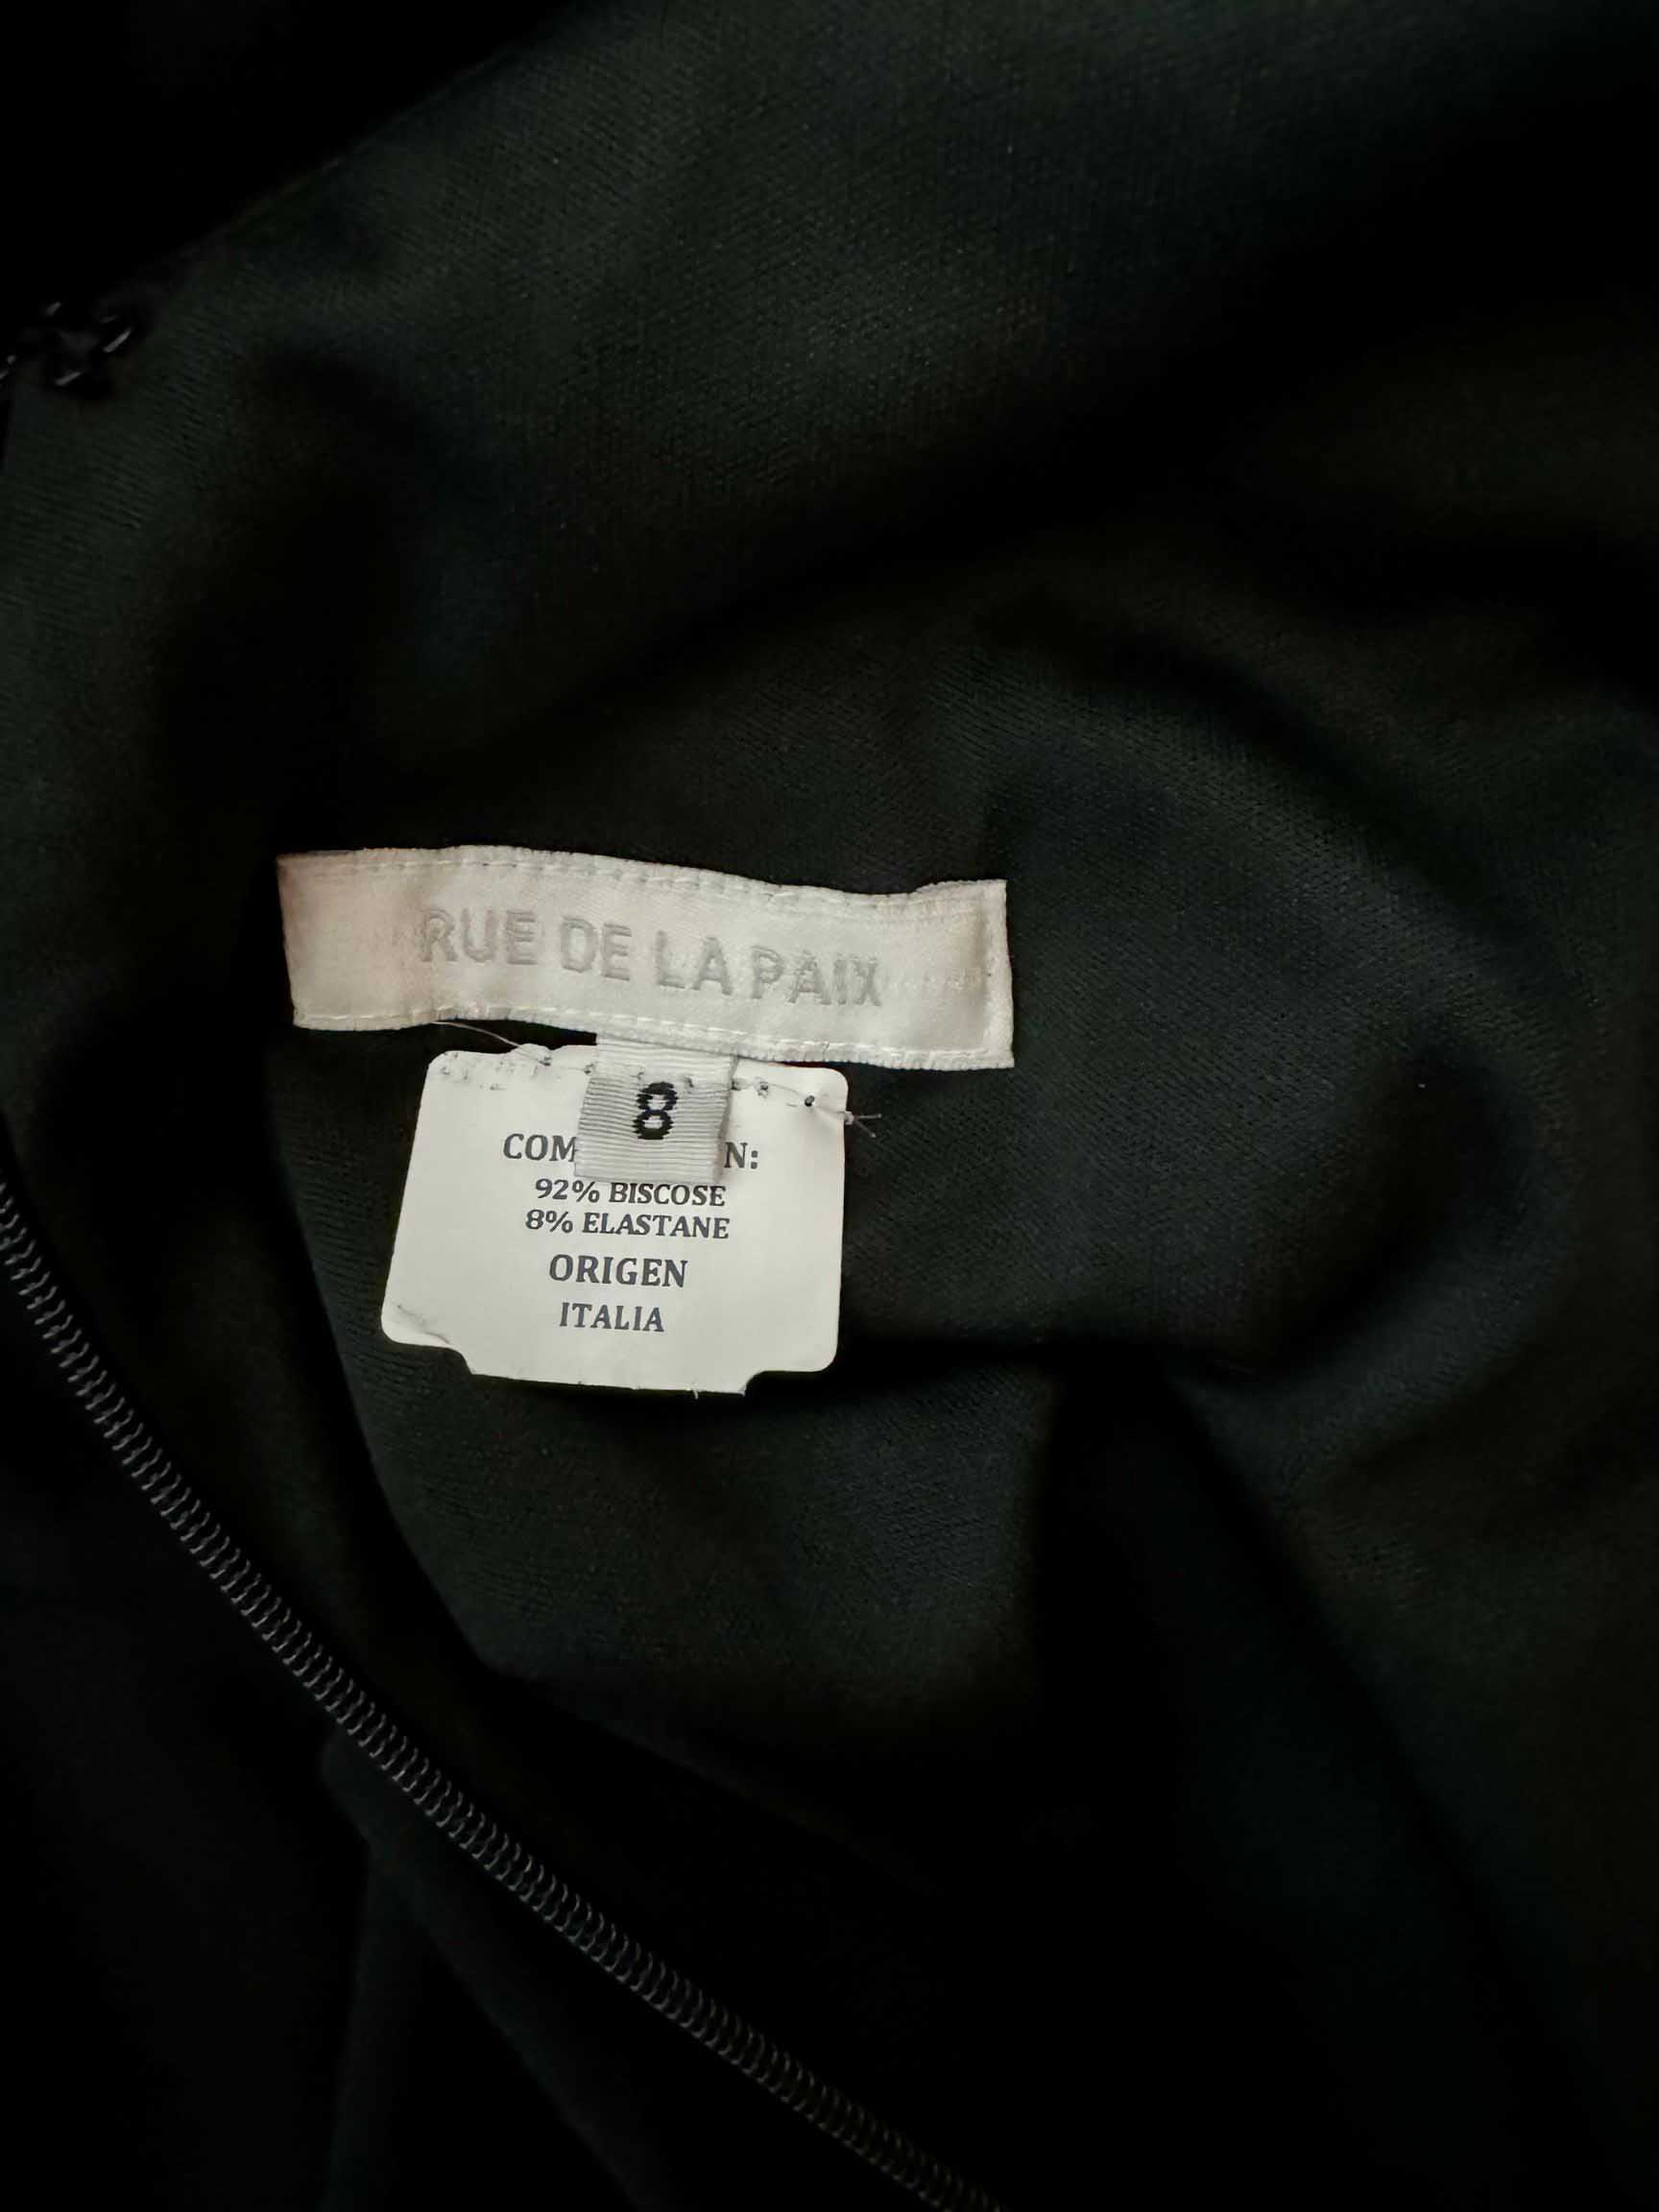 RUE DE LA PAIX
8
92% BISCOSE
8% ELASTANE
ORIGEN
ITALIA